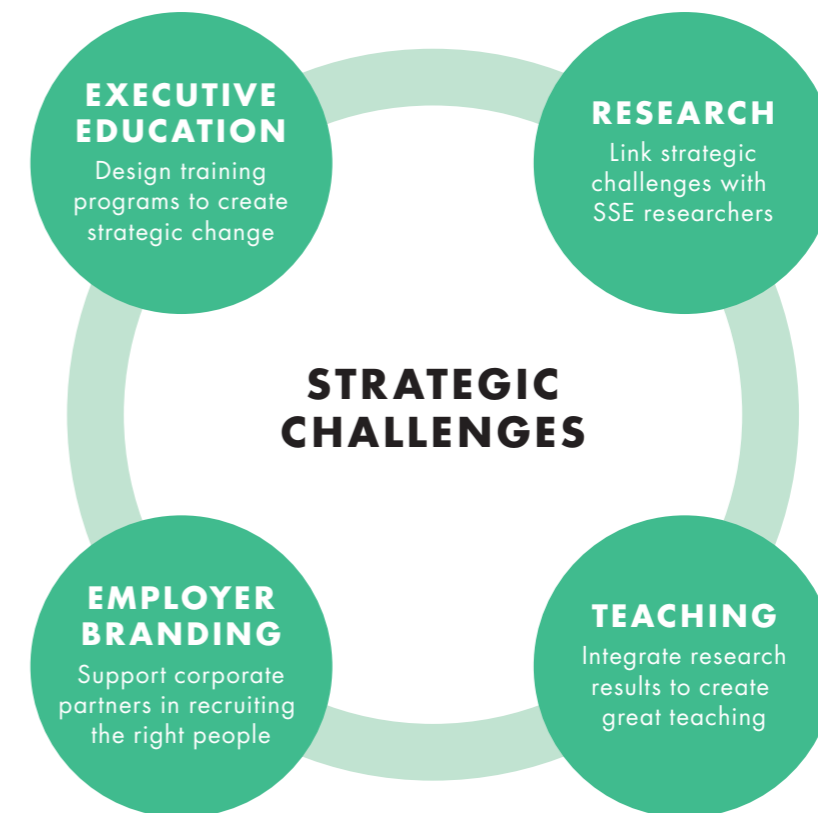 EXECUTIVE
EDUCATION
Design training
programs to create
strategic change
RESEARCH
Link strategic
challenges with
SSE researchers
STRATEGIC
CHALLENGES
EMPLOYER
BRANDING
Support corporate
partners in recruiting
the right people
TEACHING
Integrate research
results to create
great teaching